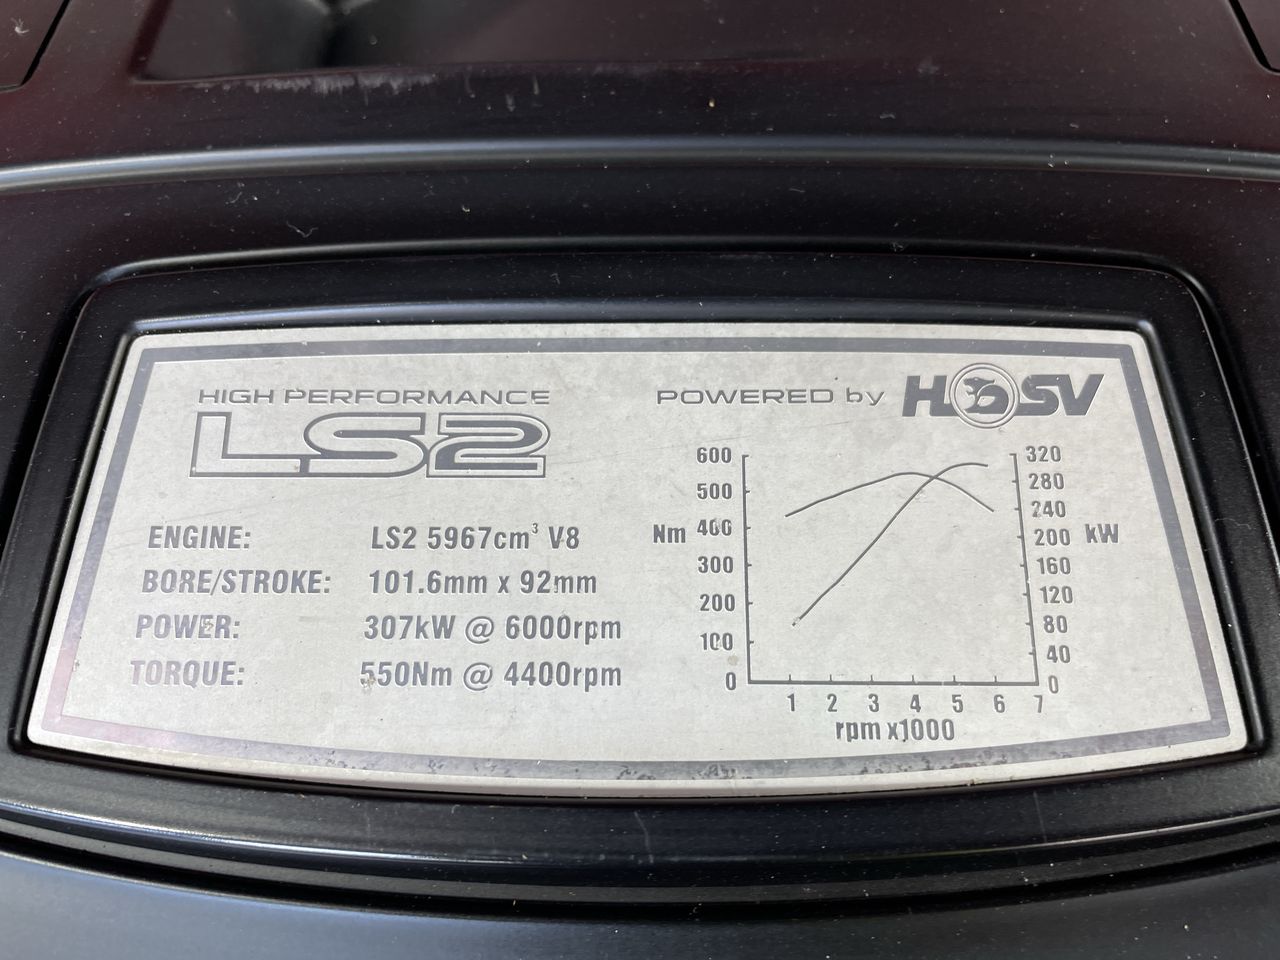 HIGH PERFORMANCE
LS2
ENGINE: LS2 5967cm³ V8
BORE/STROKE: 101.6mm x 92mm
POWER: 307kW @ 6000rpm
TORQUE: 550Nm @ 4400rpm
POWERED by HSV
600
500
400
300
200
100
0
Nm
320
280
240
200
160
120
80
40
0
kW
1 2 3 4 5 6 7
rpm x1000